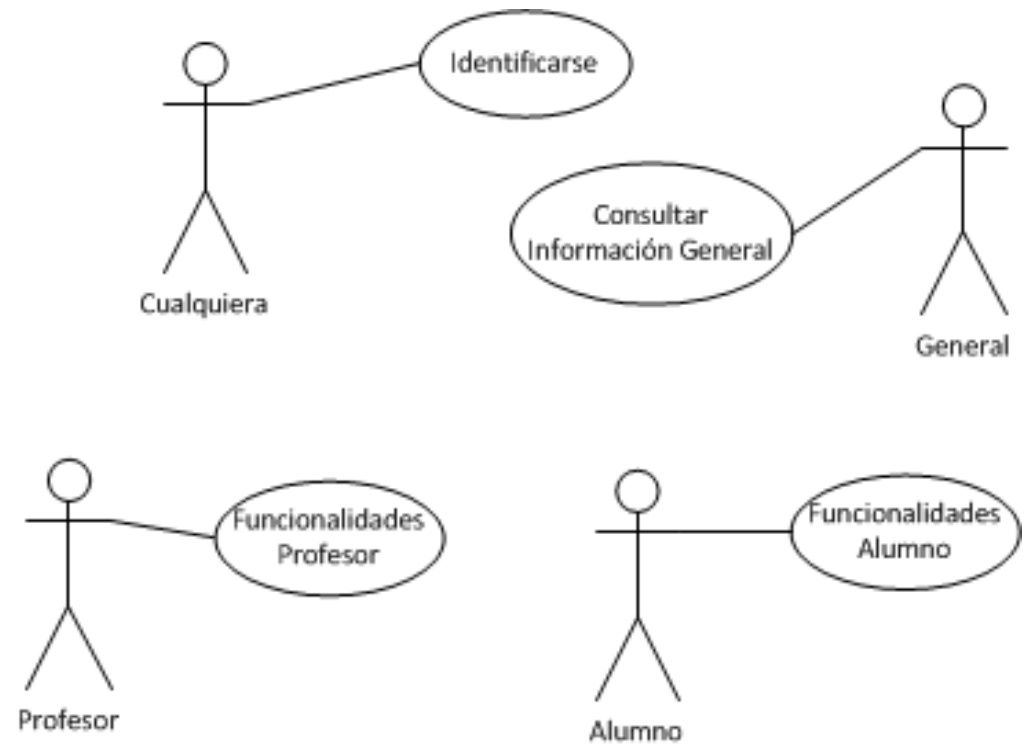 Identificarse
Consultar
Información General
Cualquiera
General
Funcionalidades
Profesor
Funcionalidades
Alumno
Profesor
Alumno